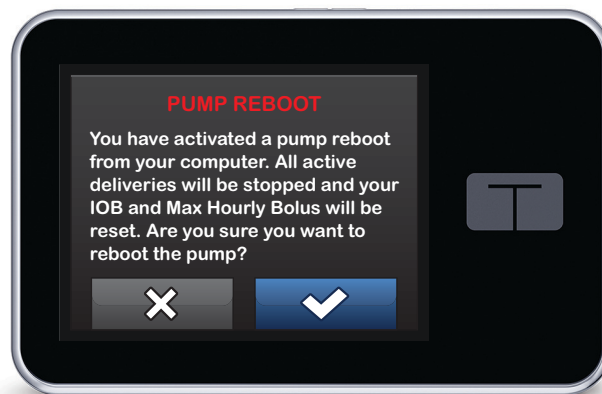 PUMP REBOOT
You have activated a pump reboot
from your computer. All active
deliveries will be stopped and your
IOB and Max Hourly Bolus will be
reset. Are you sure you want to
reboot the pump?